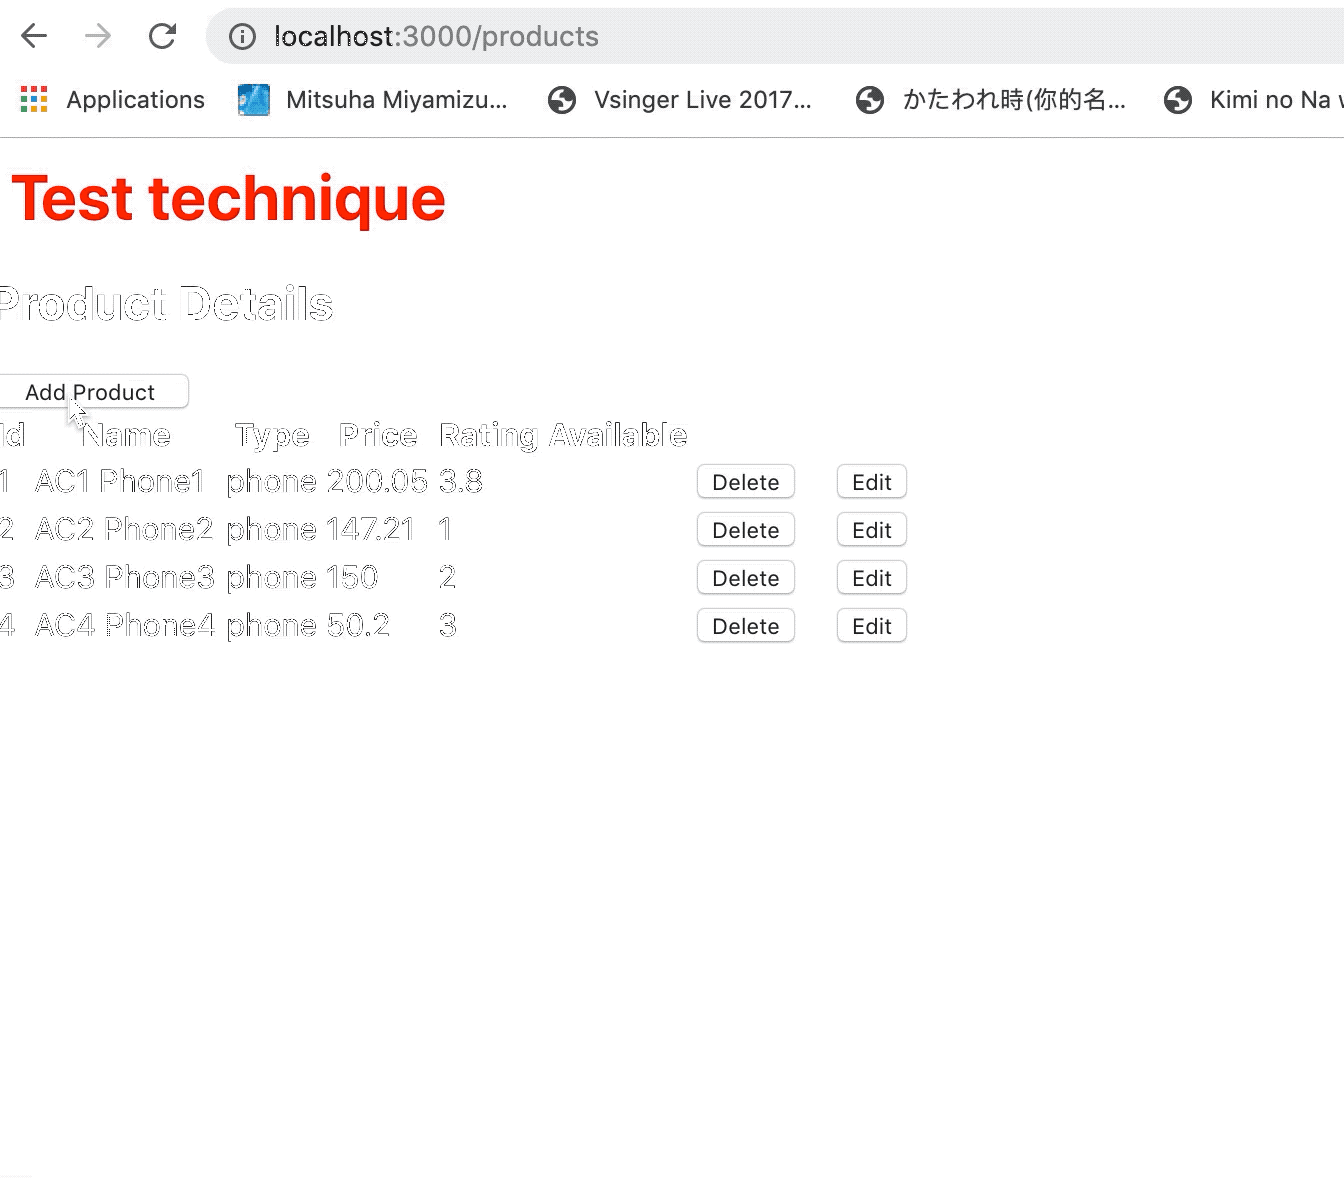 localhost:3000/products
Applications Mitsuha Miyamizu... Vsinger Live 2017... かたわれ時(你的名... Kimi no Na w
Test technique
Product Details
Add Product
Id Name Type Price Rating Available
1 AC1 Phone1 phone 200.05 3.8 Delete Edit
2 AC2 Phone2 phone 147.21 1 Delete Edit
3 AC3 Phone3 phone 150 2 Delete Edit
4 AC4 Phone4 phone 50.2 3 Delete Edit